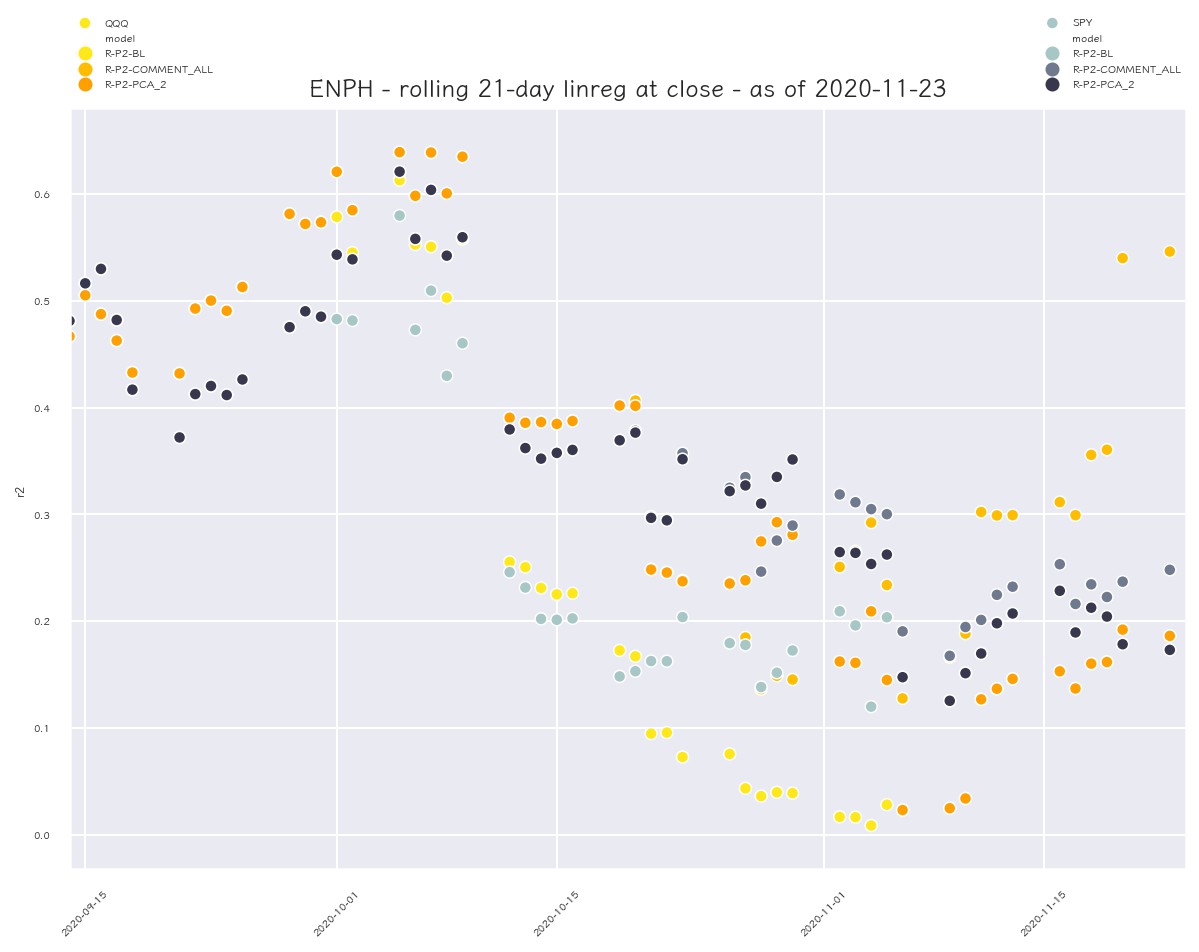 QQQ
model
R-P2-BL
R-P2-COMMENT_ALL
R-P2-PCA_2
SPY
model
R-P2-BL
R-P2-COMMENT_ALL
R-P2-PCA_2
ENPH - rolling 21-day linreg at close - as of 2020-11-23
0.6
0.5
0.4
0.3
0.2
0.1
0.0
r2
2020-09-15
2020-10-01
2020-10-15
2020-11-01
2020-11-15